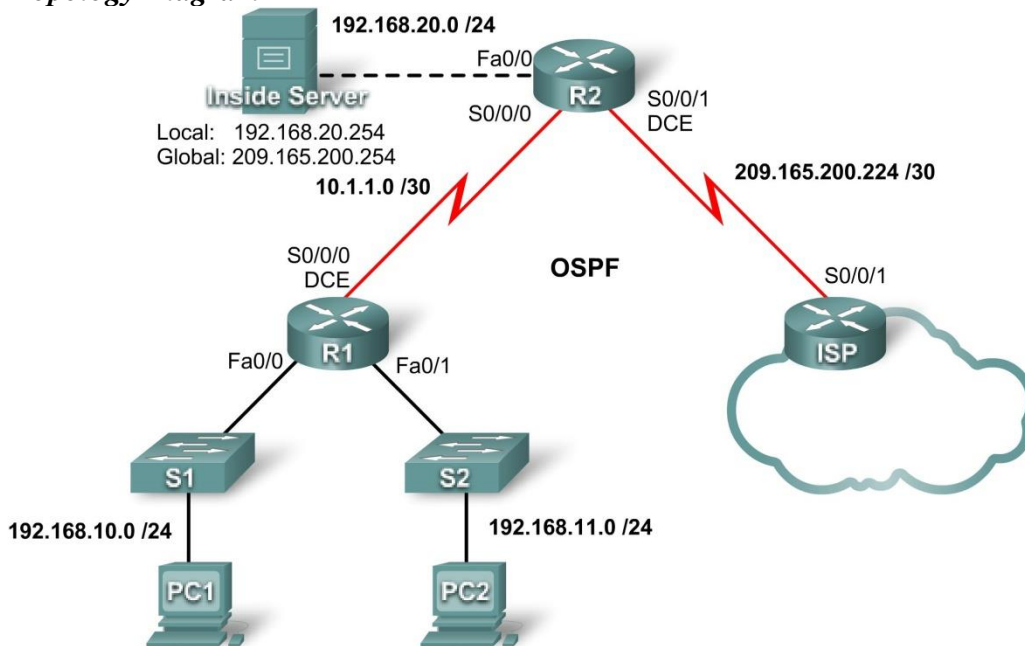 192.168.20.0 /24
Fa0/0
R2
Inside Server
S0/0/0
S0/0/1
DCE
Local: 192.168.20.254
Global: 209.165.200.254
10.1.1.0 /30
209.165.200.224 /30
S0/0/0
DCE
OSPF
S0/0/1
R1
ISP
Fa0/0
Fa0/1
S1
S2
192.168.10.0 /24
192.168.11.0 /24
PC1
PC2